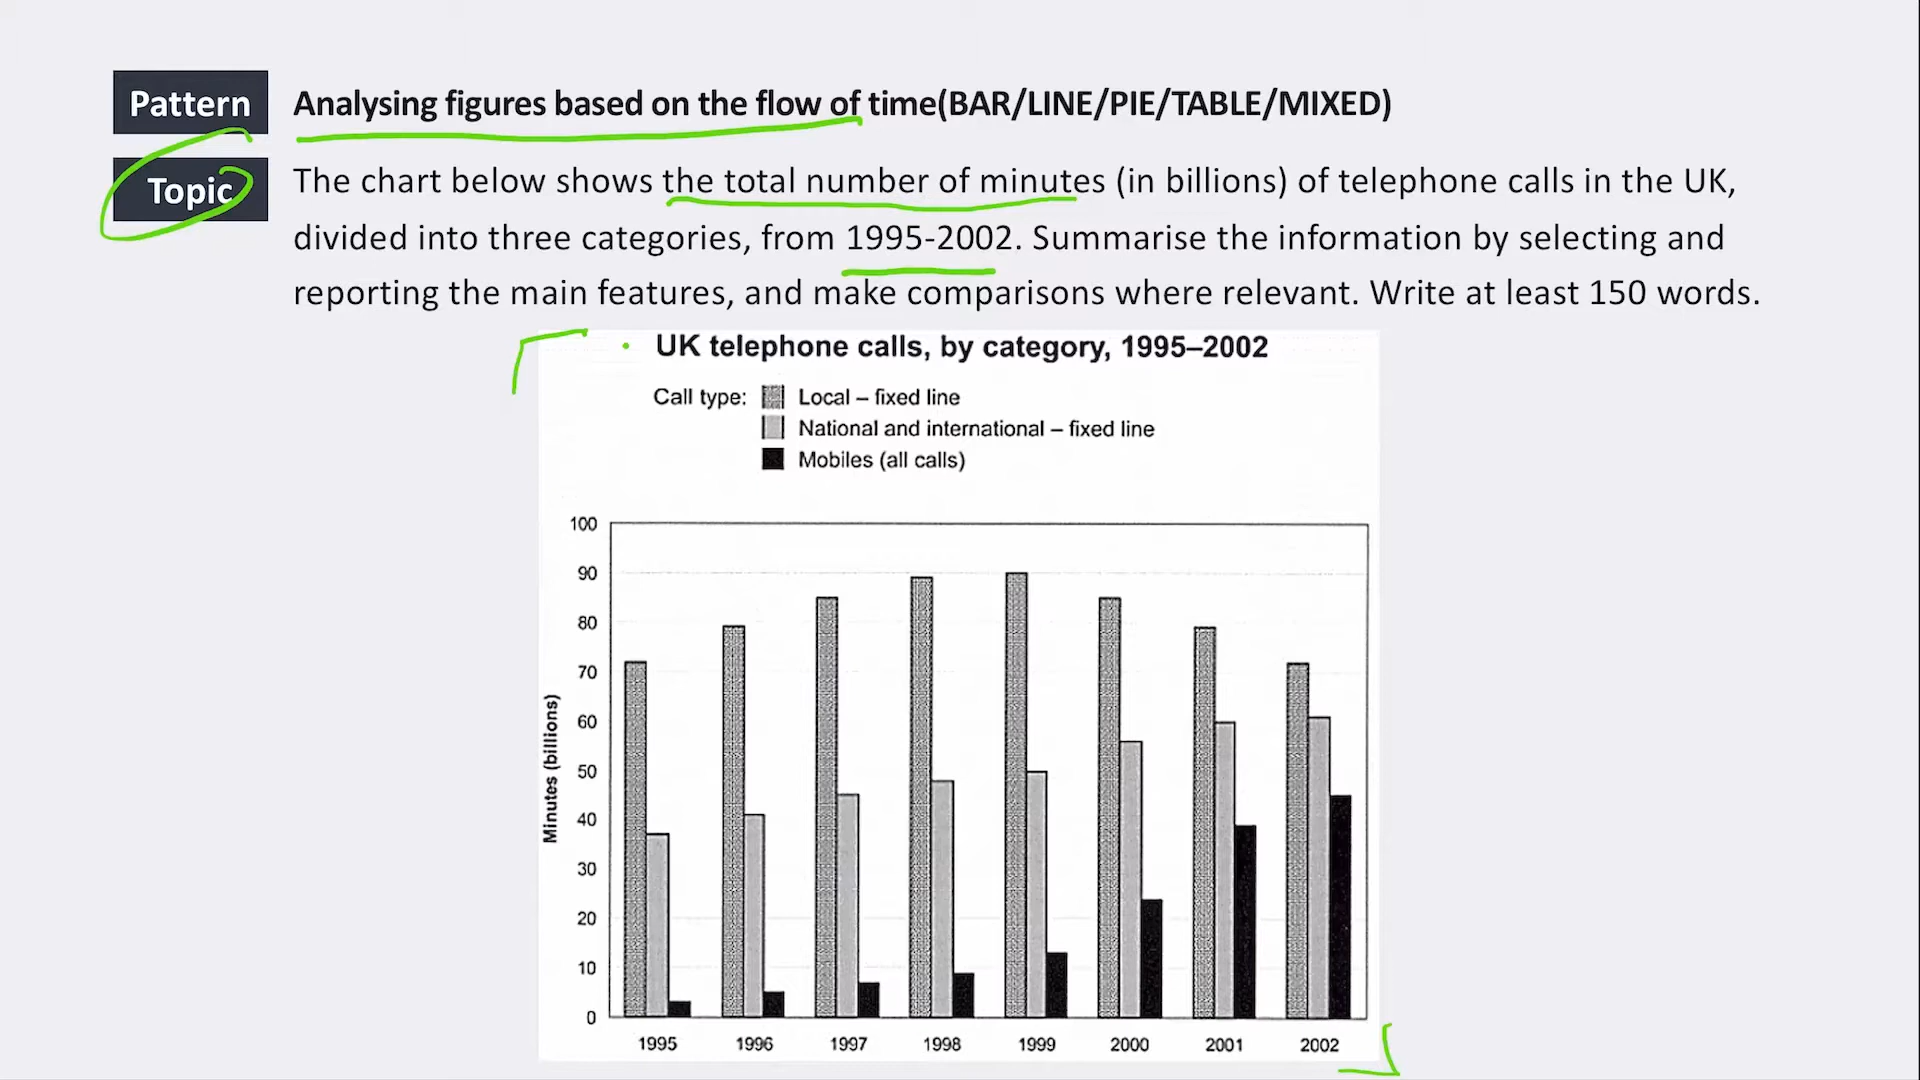 Pattern
Analysing figures based on the flow of time(BAR/LINE/PIE/TABLE/MIXED)
Topic
The chart below shows the total number of minutes (in billions) of telephone calls in the UK,
divided into three categories, from 1995-2002. Summarise the information by selecting and
reporting the main features, and make comparisons where relevant. Write at least 150 words.
UK telephone calls, by category, 1995–2002
Call type:
Local – fixed line
National and international – fixed line
Mobiles (all calls)
Minutes (billions)
100
90
80
70
60
50
40
30
20
10
0
1995 1996 1997 1998 1999 2000 2001 2002